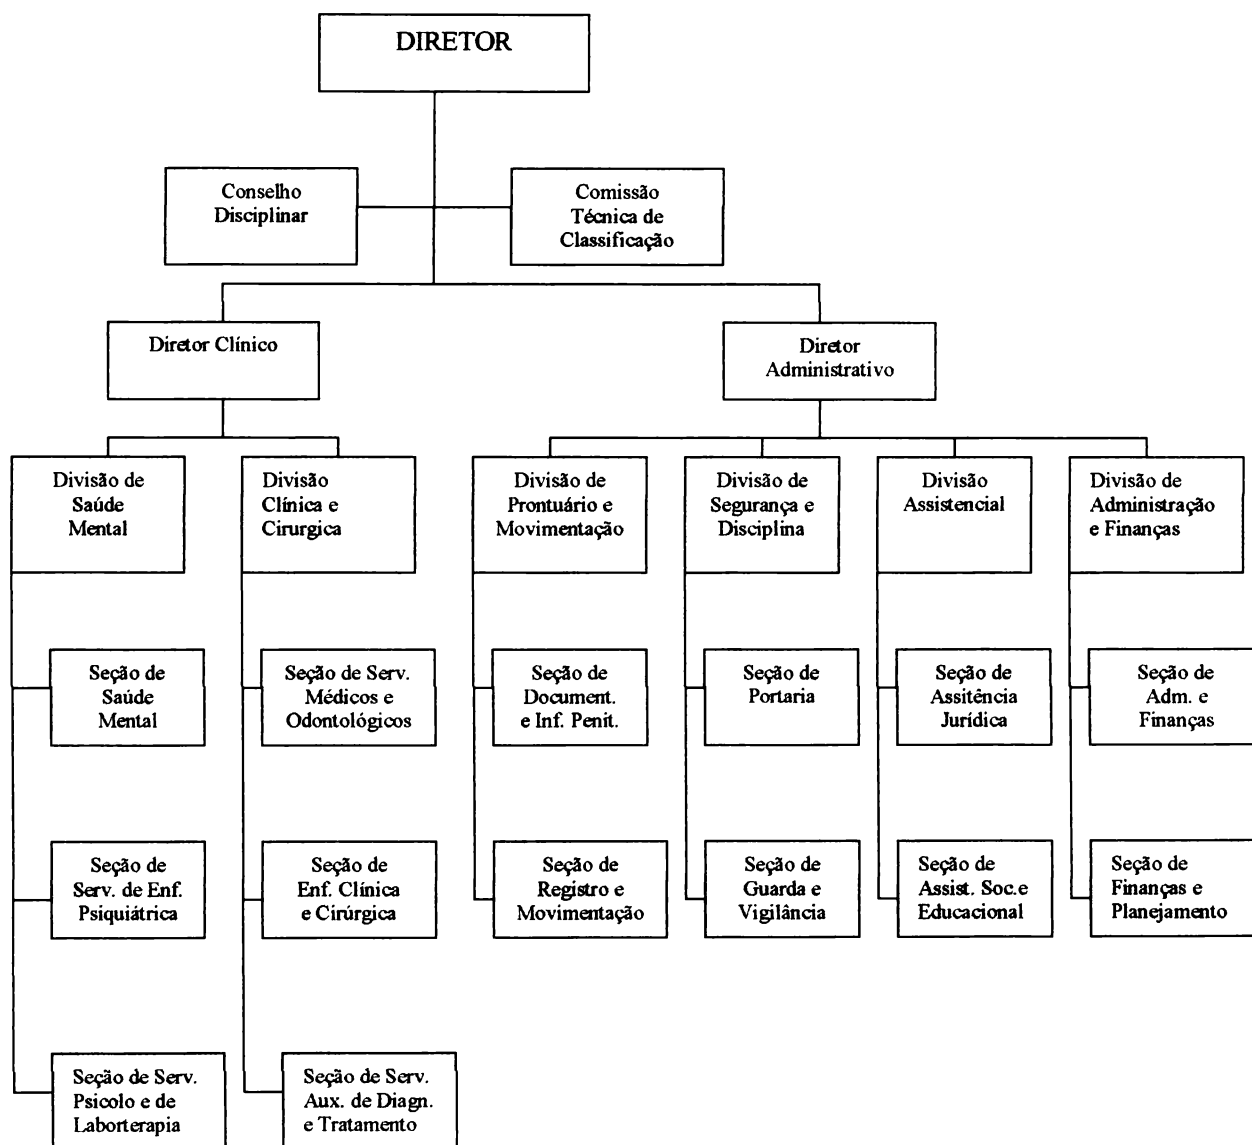 DIRETOR
Conselho
Disciplinar
Comissão
Técnica de
Classificação
Diretor Clínico
Diretor
Administrativo
Divisão de
Saúde
Mental
Divisão
Clínica e
Cirurgica
Divisão de
Prontuário e
Movimentação
Divisão de
Segurança e
Disciplina
Divisão
Assistencial
Divisão de
Administração
e Finanças
Seção de
Saúde
Mental
Seção de Serv.
Médicos e
Odontológicos
Seção de
Document.
e Inf. Penit.
Seção de
Portaria
Seção de
Assitência
Jurídica
Seção de
Adm. e
Finanças
Seção de
Serv. de Enf.
Psiquiátrica
Seção de
Enf. Clínica
e Cirúrgica
Seção de
Registro e
Movimentação
Seção de
Guarda e
Vigilância
Seção de
Assist. Soc.e
Educacional
Seção de
Finanças e
Planejamento
Seção de Serv.
Psicolo e de
Laborterapia
Seção de Serv.
Aux. de Diagn.
e Tratamento